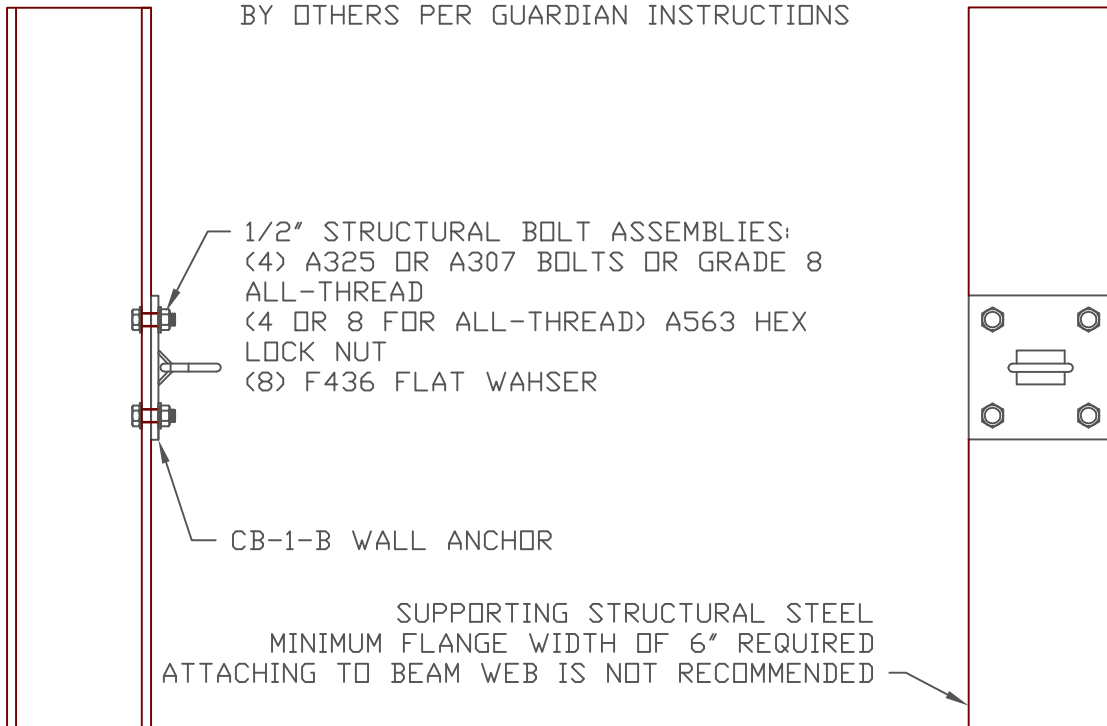 BY OTHERS PER GUARDIAN INSTRUCTIONS
1/2" STRUCTURAL BOLT ASSEMBLIES:
(4) A325 OR A307 BOLTS OR GRADE 8
ALL-THREAD
(4 OR 8 FOR ALL-THREAD) A563 HEX
LOCK NUT
(8) F436 FLAT WAHSER
CB-1-B WALL ANCHOR
SUPPORTING STRUCTURAL STEEL
MINIMUM FLANGE WIDTH OF 6" REQUIRED
ATTACHING TO BEAM WEB IS NOT RECOMMENDED